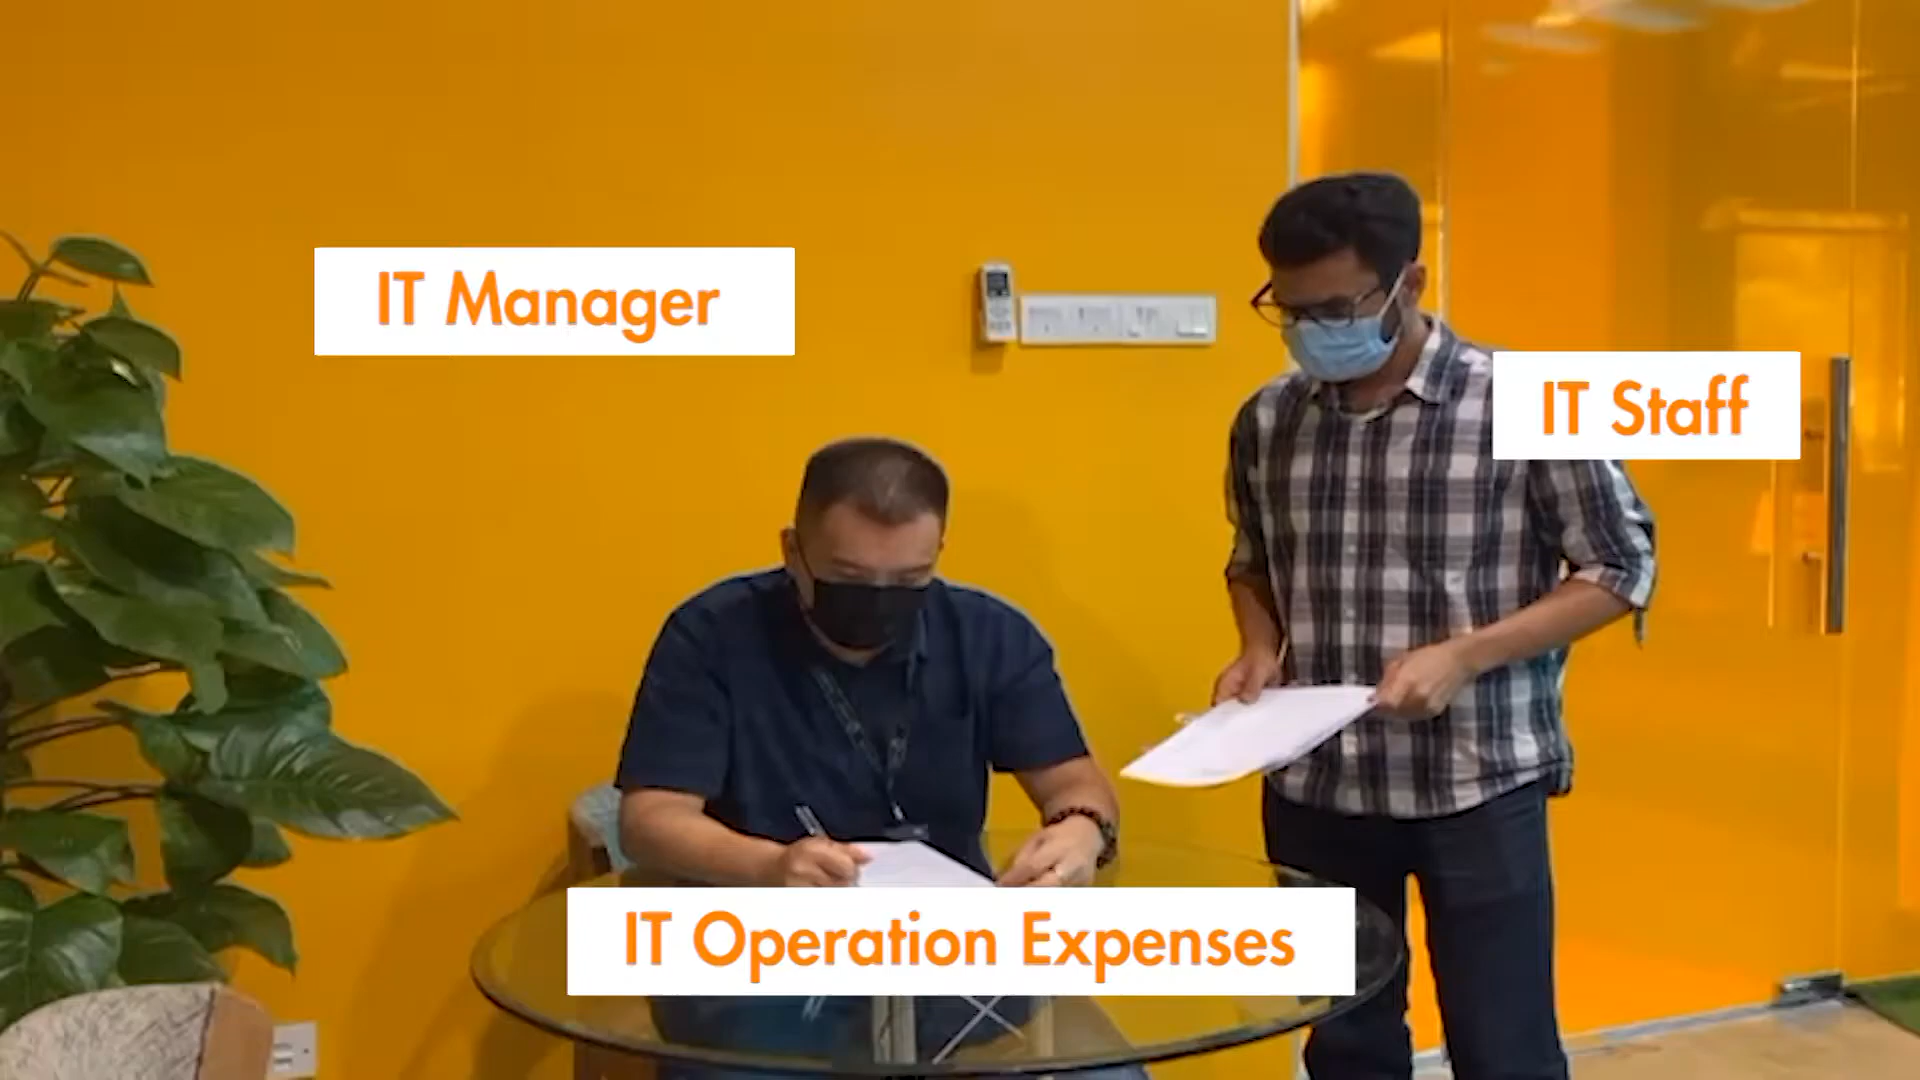 IT Manager
IT Staff
IT Operation Expenses